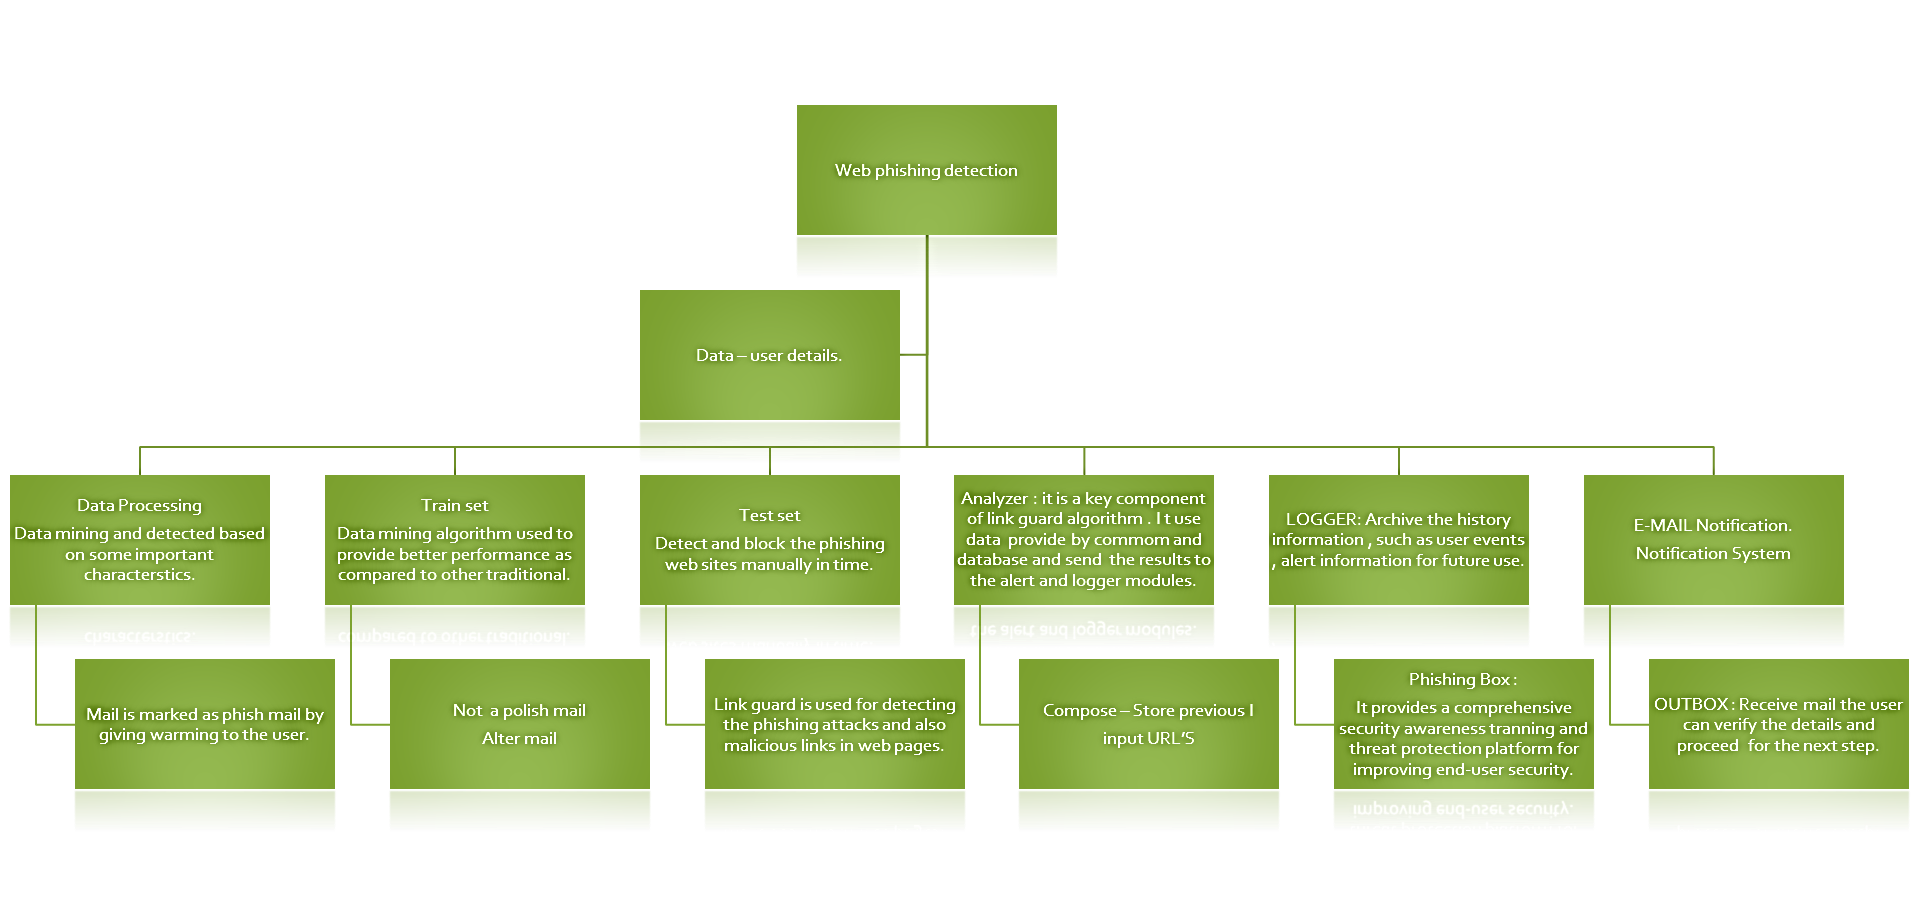 Web phishing detection
Data – user details.
Data Processing
Data mining and detected based
on some important
characterstics.
Train set
Data mining algorithm used to
provide better performance as
compared to other traditional.
Test set
Detect and block the phishing
web sites manually in time.
Analyzer : it is a key component
of link guard algorithm . I t use
data provide by commom and
database and send the results to
the alert and logger modules.
LOGGER: Archive the history
information , such as user events
, alert information for future use.
E-MAIL Notification.
Notification System
Mail is marked as phish mail by
giving warming to the user.
Not a polish mail
Alter mail
Link guard is used for detecting
the phishing attacks and also
malicious links in web pages.
Compose – Store previous I
input URL’S
Phishing Box :
It provides a comprehensive
security awareness tranning and
threat protection platform for
improving end-user security.
OUTBOX : Receive mail the user
can verify the details and
proceed for the next step.